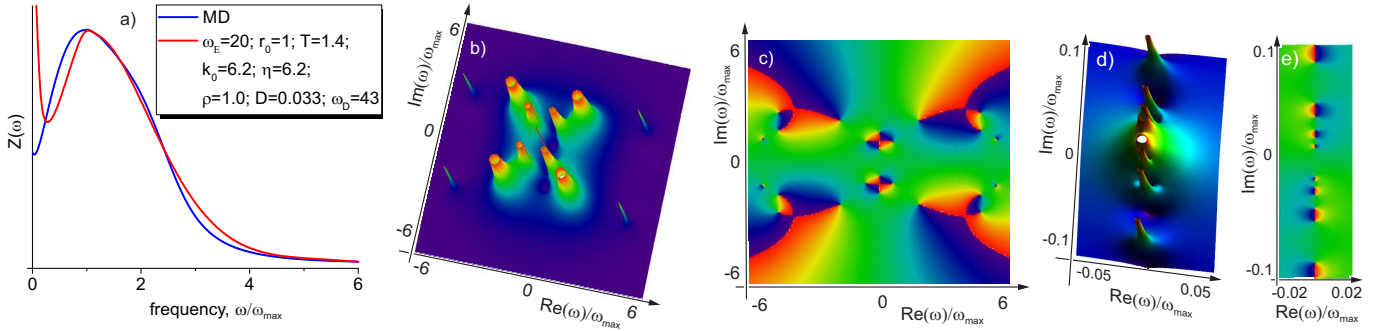 a)
MD
ω_E=20; r_0=1; T=1.4;
k_0=6.2; η=6.2;
ρ=1.0; D=0.033; ω_D=43
Z(ω)
0
2
4
6
frequency, ω/ω_max
b)
Im(ω)/ω_max
6
0
-6
-6
0
6
Re(ω)/ω_max
c)
Im(ω))/ω_max
6
0
-6
-6
0
6
Re(ω)/ω_max
d)
Im(ω)/ω_max
0.1
0
-0.1
-0.05
0.05
Re(ω)/ω_max
e)
Im(ω)/ω_max
0.1
0
-0.1
-0.02
0.02
Re(ω)/ω_max